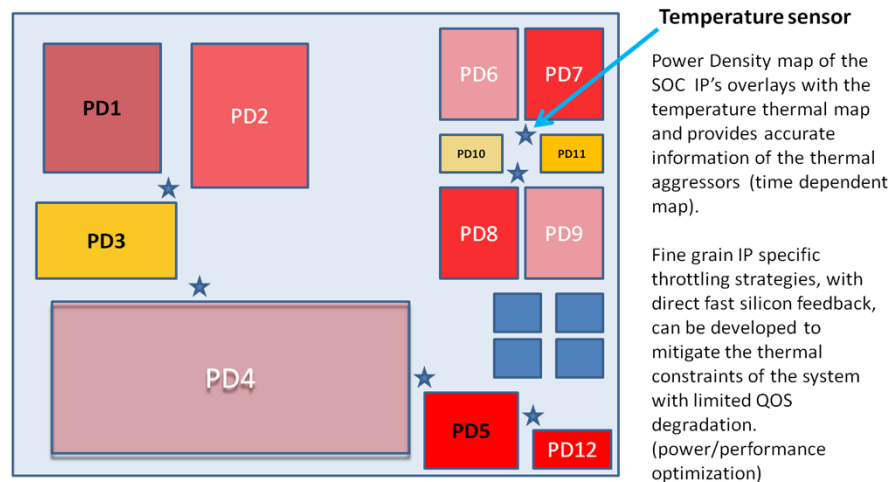 Temperature sensor
PD1
PD2
PD6
PD7
PD10
PD11
PD3
PD8
PD9
PD4
PD5
PD12
Power Density map of the
SOC IP's overlays with the
temperature thermal map
and provides accurate
information of the thermal
aggressors (time dependent
map).
Fine grain IP specific
throttling strategies, with
direct fast silicon feedback,
can be developed to
mitigate the thermal
constraints of the system
with limited QOS
degradation.
(power/performance
optimization)